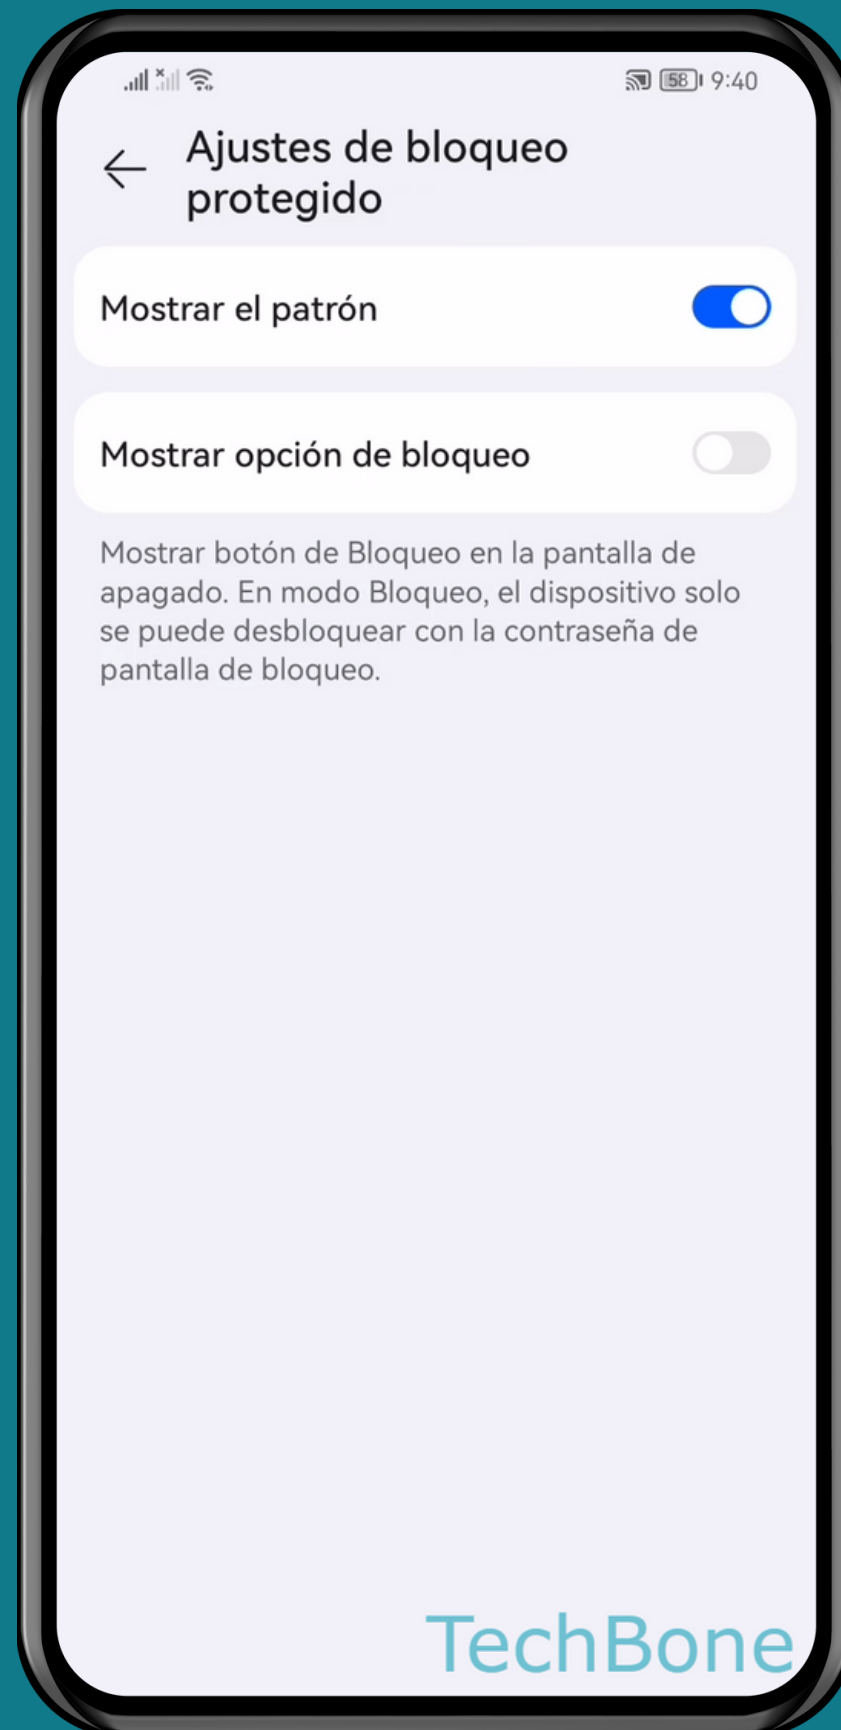 58 9:40
Ajustes de bloqueo
protegido
Mostrar el patrón
Mostrar opción de bloqueo
Mostrar botón de Bloqueo en la pantalla de
apagado. En modo Bloqueo, el dispositivo solo
se puede desbloquear con la contraseña de
pantalla de bloqueo.
TechBone